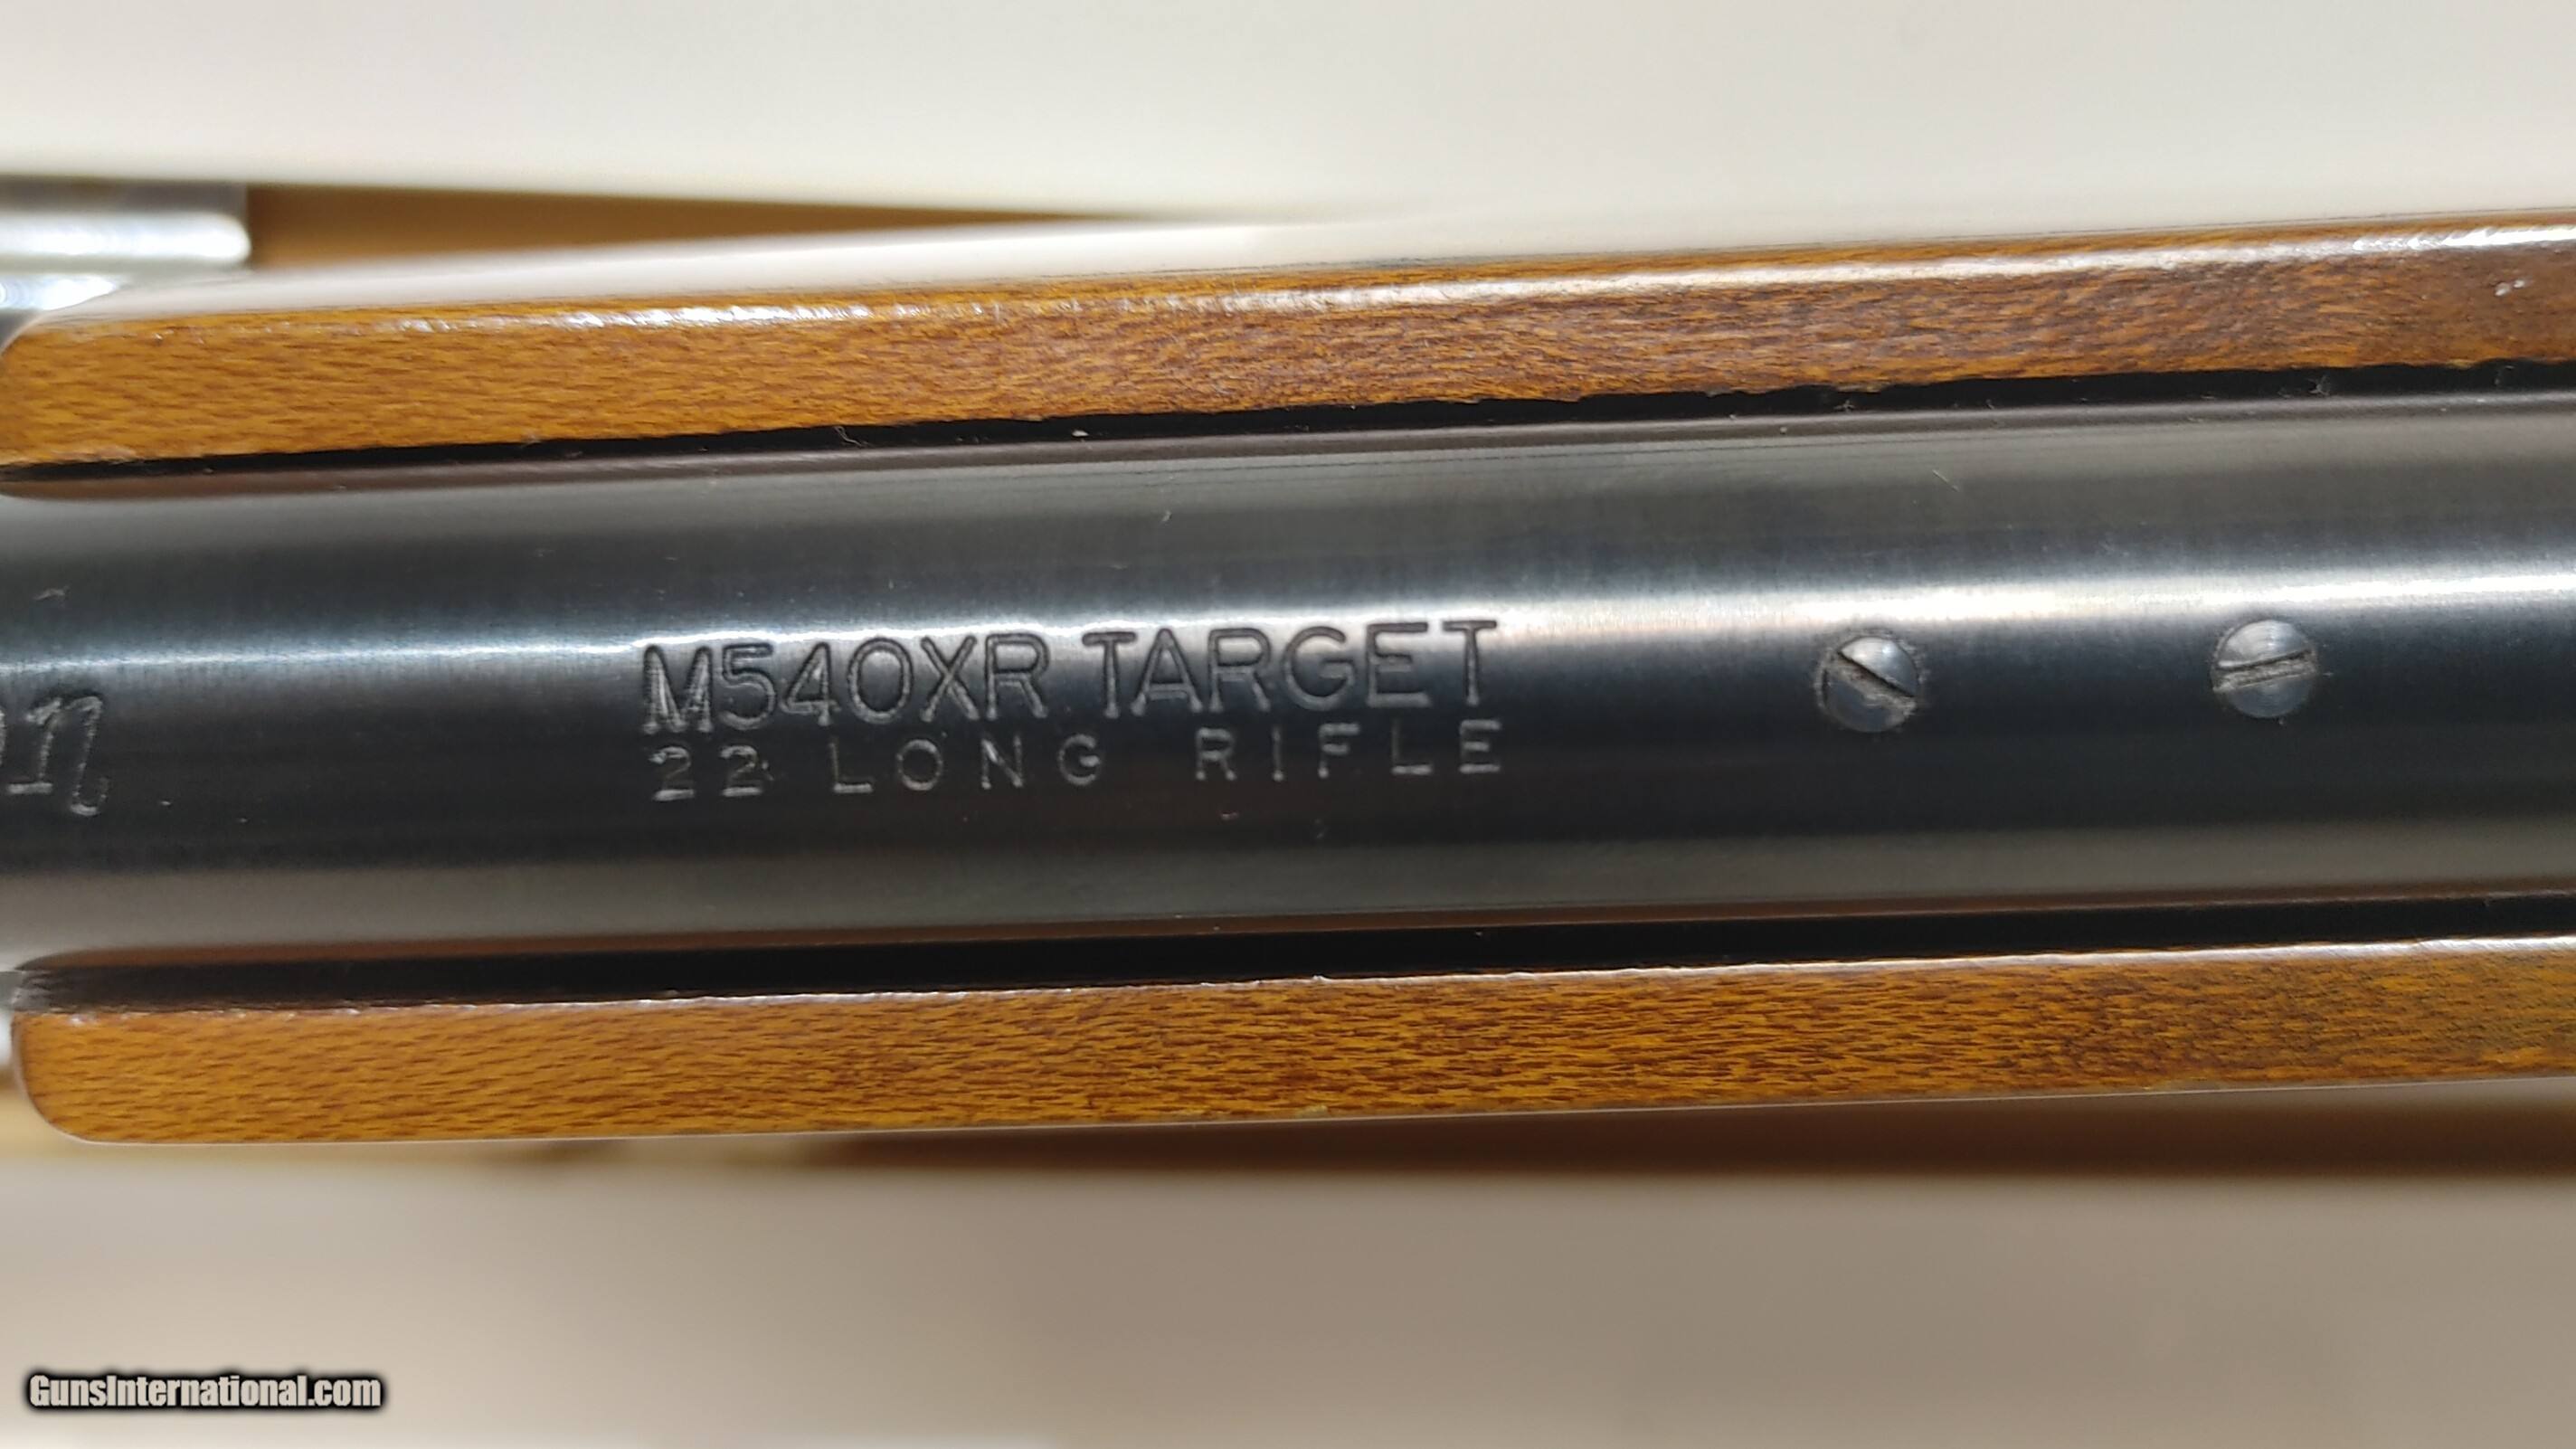 M540XR TARGET
22 LONG RIFLE
GunsInternational.com